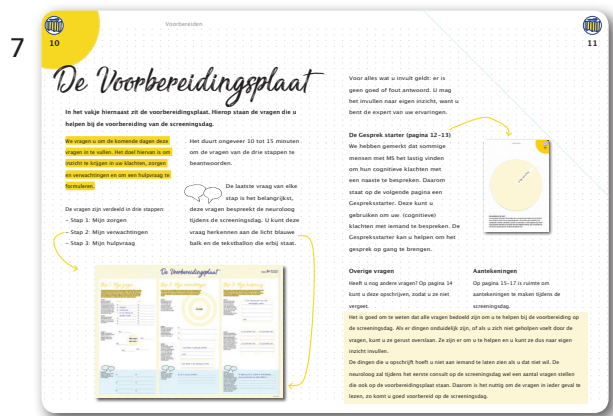 7
10
Voorbereiden
11
De Voorbereidingsplaat
In het vakje hiernaast zit de voorbereidingsplaat. Hierop staan de vragen die u
helpen bij de voorbereiding van de screeningsdag.
We vragen u om de komende dagen deze
vragen in te vullen. Het doel hiervan is om
inzicht te krijgen in uw klachten, zorgen
en verwachtingen en om een hulpvraag te
formuleren.
De vragen zijn verdeeld in drie stappen:
– Stap 1: Mijn zorgen
– Stap 2: Mijn verwachtingen
– Stap 3: Mijn hulpvraag
Het duurt ongeveer 10 tot 15 minuten
om de vragen van de drie stappen te
beantwoorden.
De laatste vraag van elke
stap is het belangrijkst,
deze vragen bespreekt de neuroloog
tijdens de screeningsdag. U kunt deze
vraag herkennen aan de licht blauwe
balk en de tekstballon die erbij staat.
De Voorbereidingsplaat
Voor alles wat u invult geldt: er is
geen goed of fout antwoord. U mag
het invullen naar eigen inzicht, want u
bent de expert van uw ervaringen.
De Gesprek starter (pagina 12–13)
We hebben gemerkt dat sommige
mensen met MS het lastig vinden
om hun cognitieve klachten met
een naaste te bespreken. Daarom
staat op de volgende pagina een
Gespreksstarter. Deze kunt u
gebruiken om uw (cognitieve)
klachten met iemand te bespreken. De
Gespreksstarter kan u helpen om het
gesprek op gang te brengen.
Overige vragen
Heeft u nog andere vragen? Op pagina 14
kunt u deze opschrijven, zodat u ze niet
vergeet.
Aantekeningen
Op pagina 15–17 is ruimte om
aantekeningen te maken tijdens de
screeningsdag.
Het is goed om te weten dat alle vragen bedoeld zijn om u te helpen bij de voorbereiding op
de screeningsdag. Als er dingen onduidelijk zijn, of als u zich niet geholpen voelt door de
vragen, kunt u ze gerust overslaan. Ze zijn er om u te helpen en u kunt ze dus naar eigen
inzicht invullen.
De dingen die u opschrijft hoeft u niet aan iemand te laten zien als u dat niet wil. De
neuroloog zal tijdens het eerste consult op de screeningsdag wel een aantal vragen stellen
die ook op de voorbereidingsplaat staan. Daarom is het nuttig om de vragen in ieder geval te
lezen, zo komt u goed voorbereid op de screeningsdag.